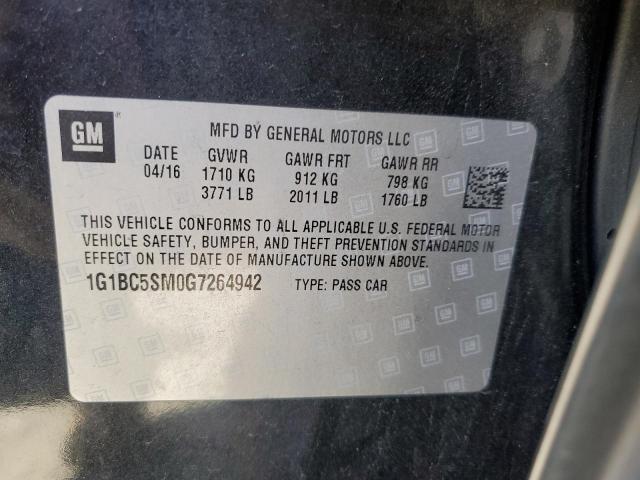 GM
MFD BY GENERAL MOTORS LLC
DATE GVWR GAWR FRT GAWR RR
04/16 1710 KG 912 KG 798 KG
3771 LB 2011 LB 1760 LB
THIS VEHICLE CONFORMS TO ALL APPLICABLE U.S. FEDERAL MOTOR
VEHICLE SAFETY, BUMPER, AND THEFT PREVENTION STANDARDS IN
EFFECT ON THE DATE OF MANUFACTURE SHOWN ABOVE.
1G1BC5SM0G7264942 TYPE: PASS CAR